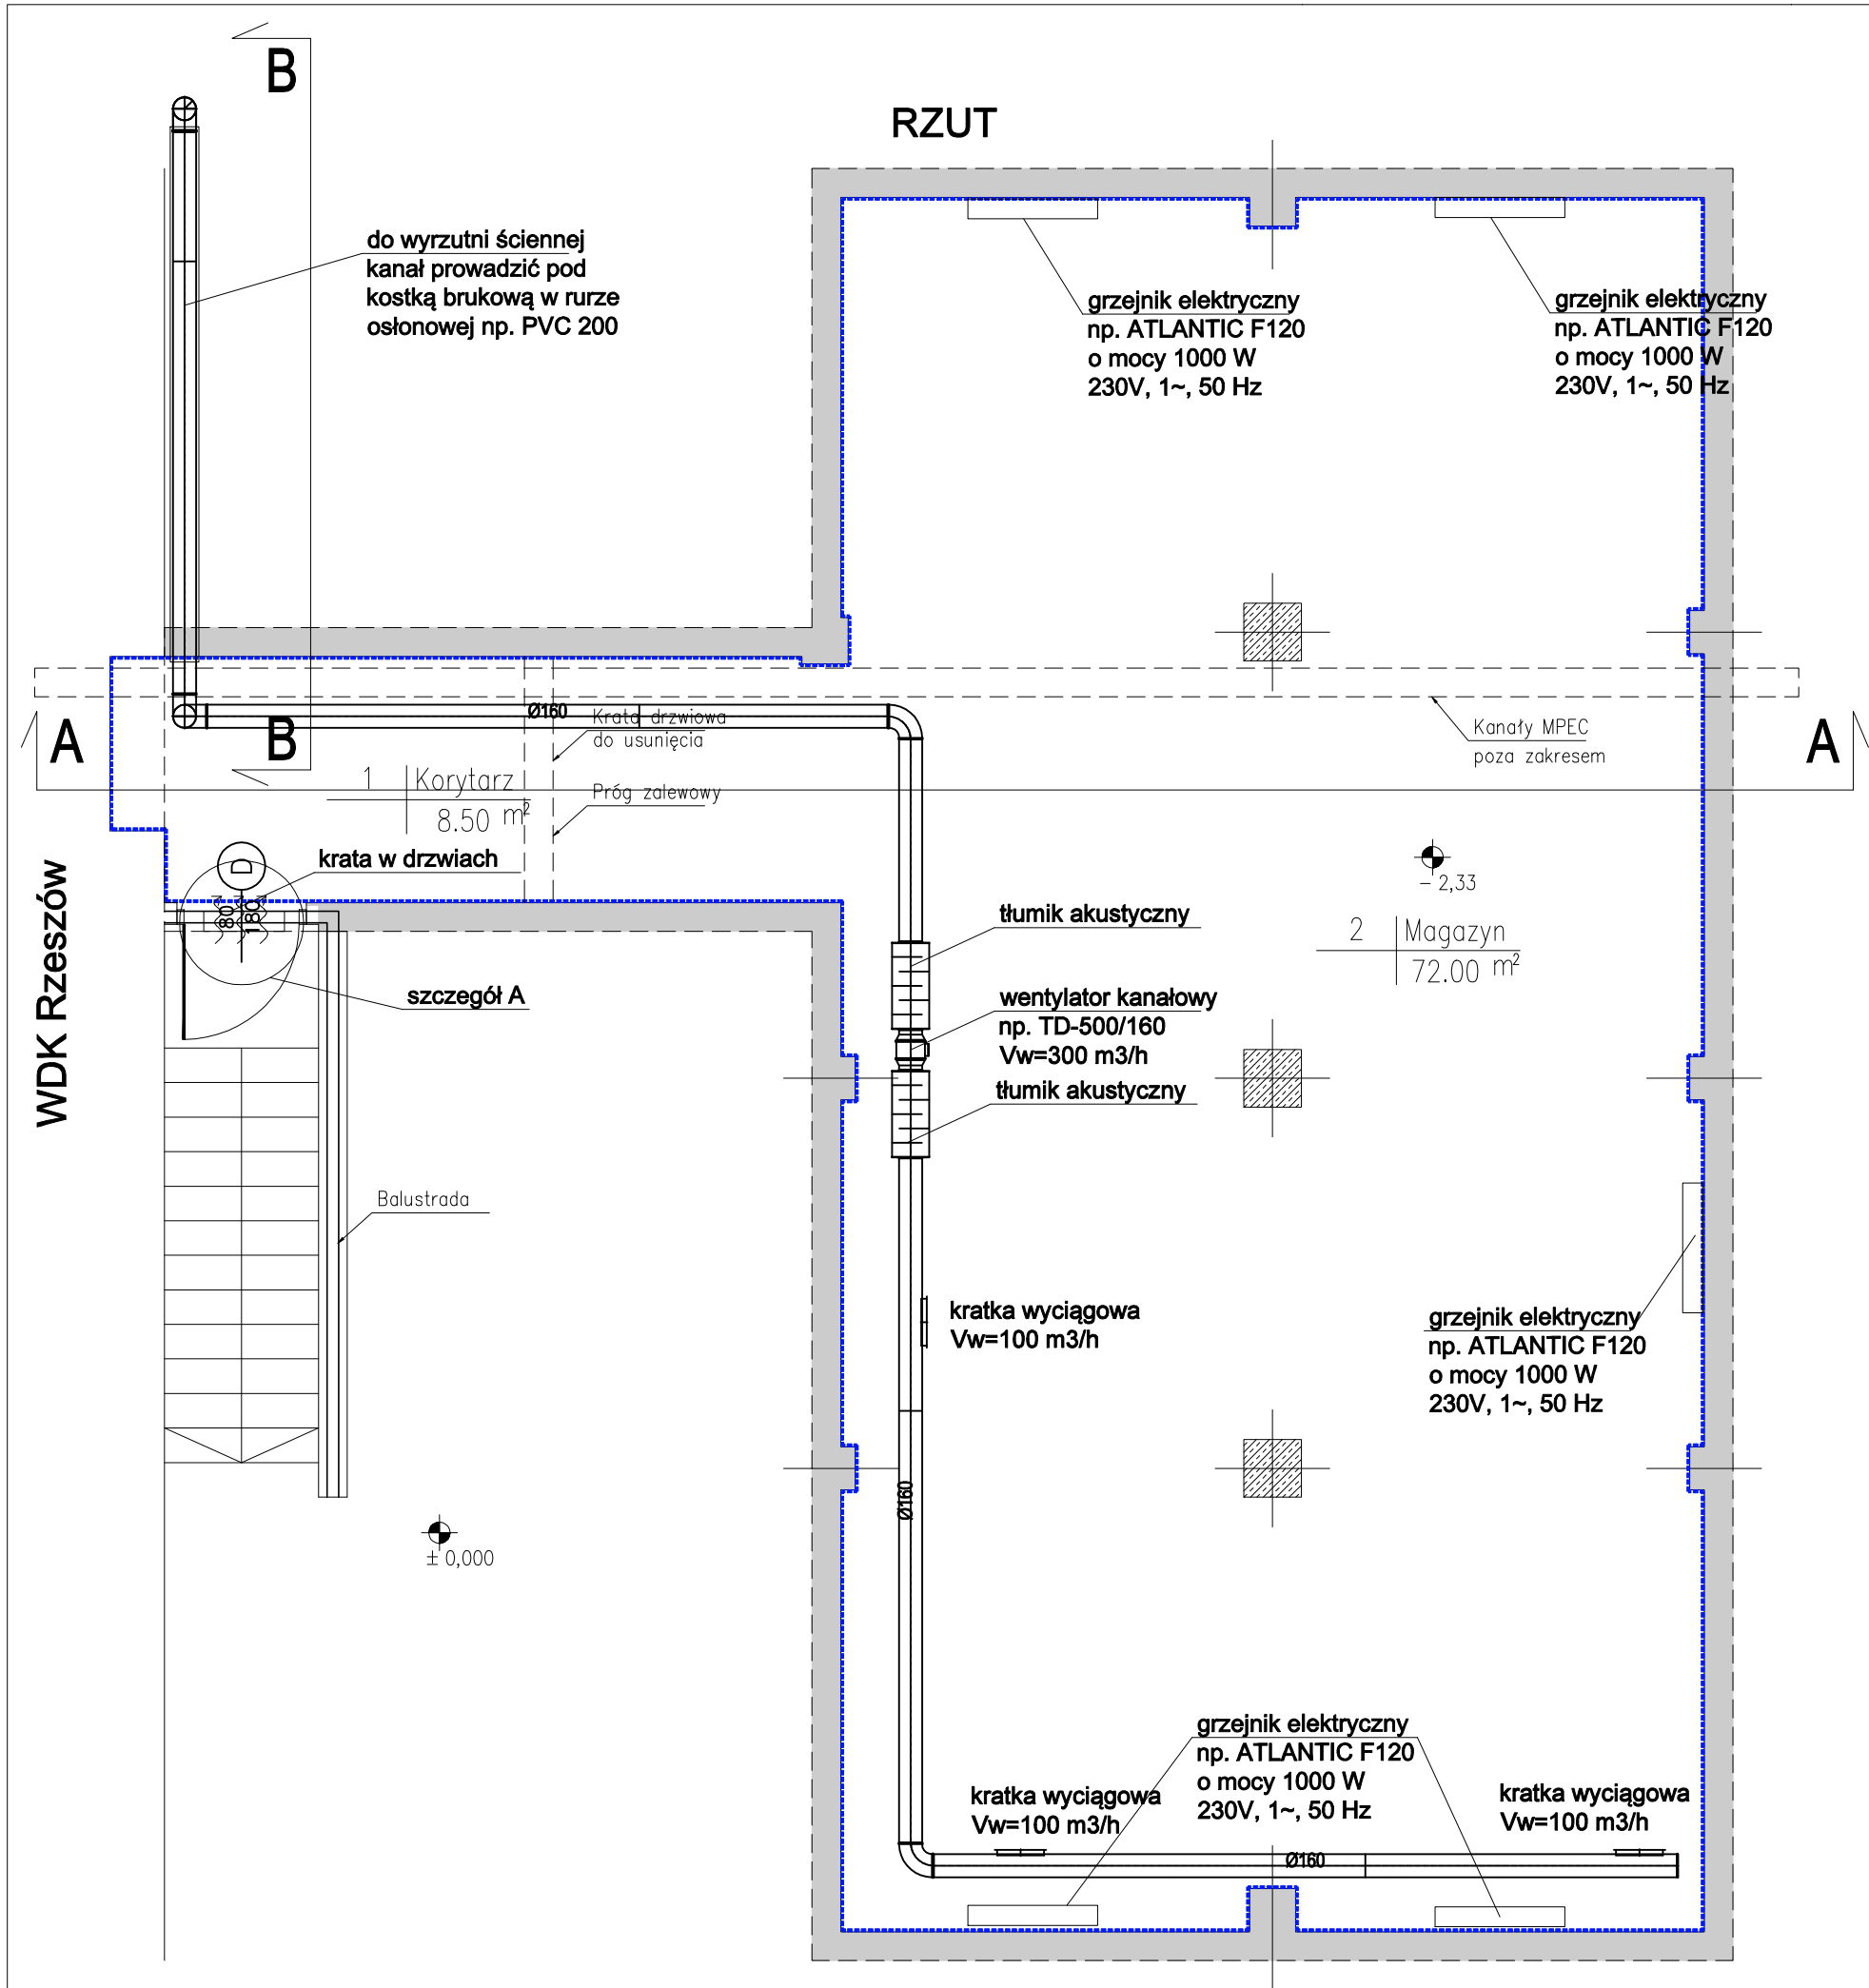 B
RZUT
do wyrzutni ściennej
kanał prowadzić pod
kostką brukową w rurze
osłonowej np. PVC 200
grzejnik elektryczny
np. ATLANTIC F120
o mocy 1000 W
230V, 1~, 50 Hz
grzejnik elektryczny
np. ATLANTIC F120
o mocy 1000 W
230V, 1~, 50 Hz
Ø160
Krata drzwiowa
do usunięcia
A
B
Kanały MPEC
poza zakresem
A
1
Korytarz
8.50 m²
Próg zalewowy
krata w drzwiach
D
80
180
szczegół A
WDK Rzeszów
- 2,33
2
Magazyn
72.00 m²
tłumik akustyczny
wentylator kanałowy
np. TD-500/160
Vw=300 m3/h
tłumik akustyczny
Balustrada
kratka wyciągowa
Vw=100 m3/h
grzejnik elektryczny
np. ATLANTIC F120
o mocy 1000 W
230V, 1~, 50 Hz
Ø160
± 0,000
grzejnik elektryczny
np. ATLANTIC F120
o mocy 1000 W
230V, 1~, 50 Hz
kratka wyciągowa
Vw=100 m3/h
kratka wyciągowa
Vw=100 m3/h
Ø160